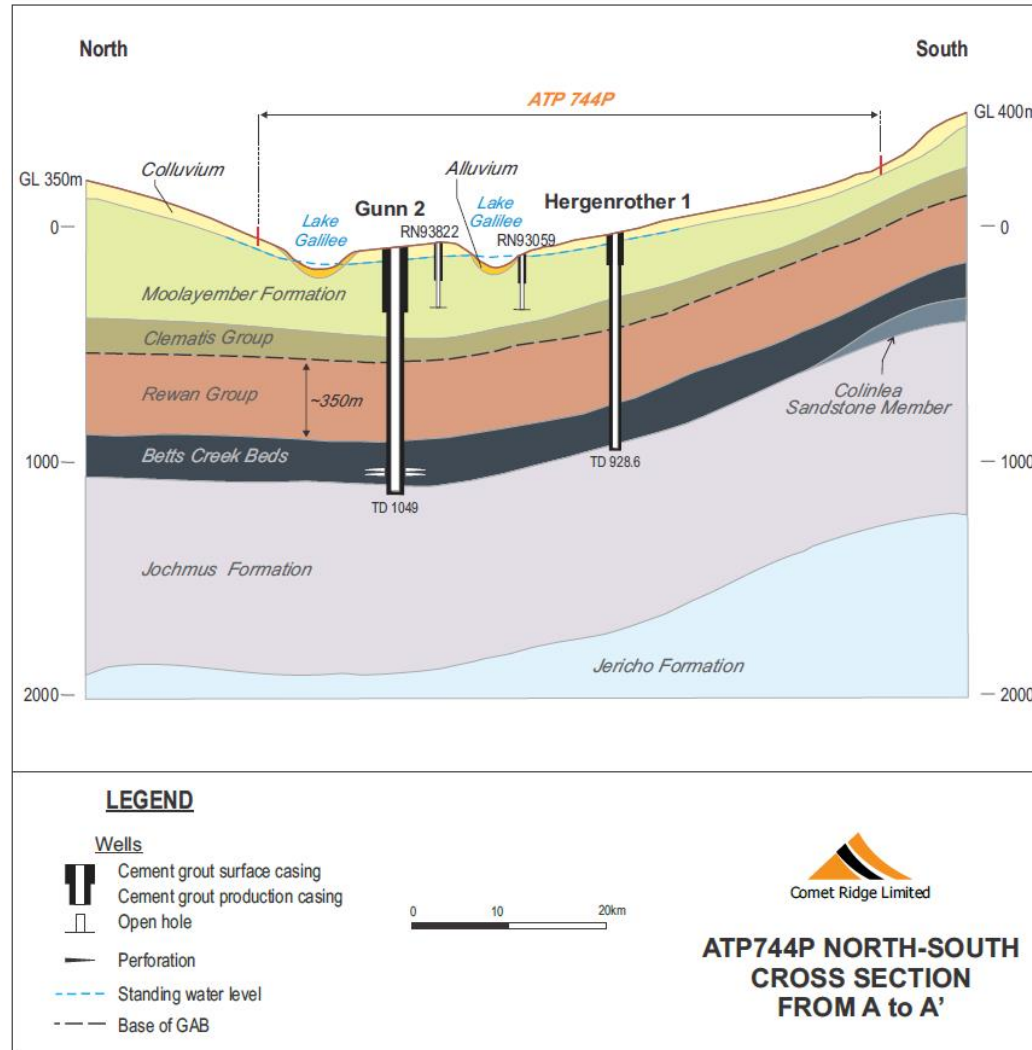 North
South
ATP 744P
GL 400m
Colluvium
Alluvium
GL 350m
Lake
Galilee
Gunn 2
Lake
Galilee
Hergenrother 1
RN93822
RN93059
0
0
Moolayember Formation
Clematis Group
Rewan Group
~350m
Colinlea
Sandstone Member
Betts Creek Beds
1000
1000
TD 928.6
TD 1049
Jochmus Formation
Jericho Formation
2000
2000
LEGEND
Wells
Cement grout surface casing
Cement grout production casing
Open hole
Perforation
Standing water level
Base of GAB
0 10 20km
Comet Ridge Limited
ATP744P NORTH-SOUTH
CROSS SECTION
FROM A to A’